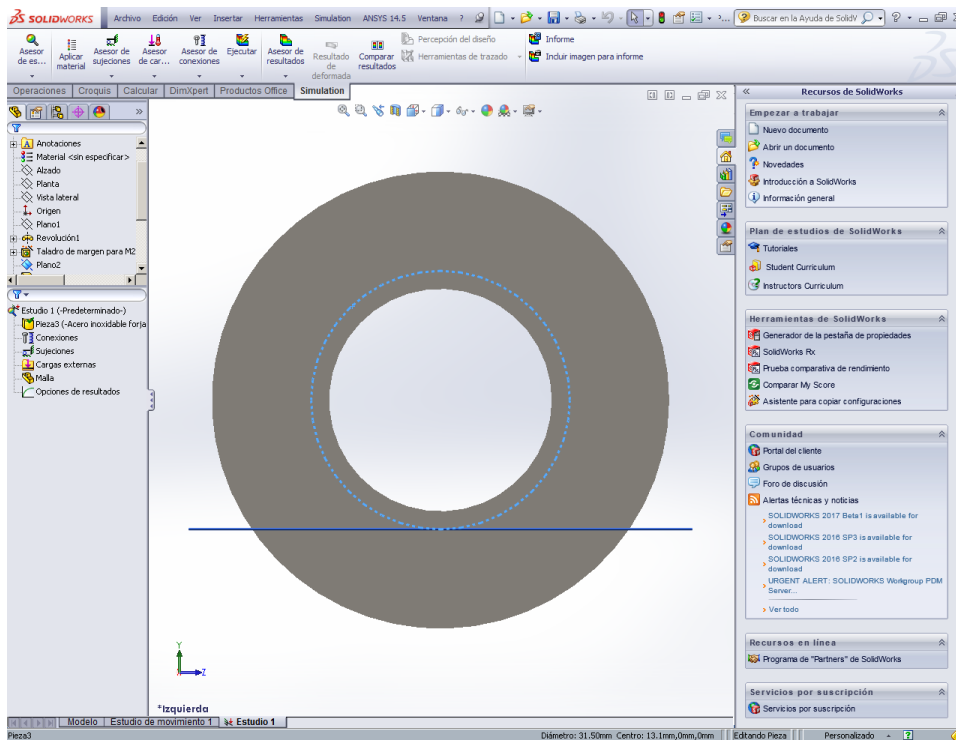 SOLIDWORKS Archivo Edición Ver Insertar Herramientas Simulation ANSYS 14.5 Ventana ? Buscar en la Ayuda de SolidV
Asesor de es...
Aplicar material
Asesor de sujeciones
Asesor de car...
Asesor de conexiones
Ejecutar
Asesor de resultados
Resultado de deformada
Comparar resultados
Percepción del diseño
Herramientas de trazado
Informe
Incluir imagen para informe
Operaciones Croquis Calcular DimXpert Productos Office Simulation
Anotaciones
Material <sin especificar>
Alzado
Planta
Vista lateral
Origen
Plano1
Revolución1
Taladro de margen para M2
Plano2
Estudio 1 (-Predeterminado-)
Pieza3 (-Acero inoxidable forja
Conexiones
Sujeciones
Cargas externas
Malla
Opciones de resultados
Y
Z
*Izquierda
Recursos de SolidWorks
Empezar a trabajar
Nuevo documento
Abrir un documento
Novedades
Introducción a SolidWorks
Información general
Plan de estudios de SolidWorks
Tutoriales
Student Curriculum
Instructors Curriculum
Herramientas de SolidWorks
Generador de la pestaña de propiedades
SolidWorks Rx
Prueba comparativa de rendimiento
Comparar My Score
Asistente para copiar configuraciones
Comunidad
Portal del cliente
Grupos de usuarios
Foro de discusión
Alertas técnicas y noticias
SOLIDWORKS 2017 Beta1 is available for
download
SOLIDWORKS 2016 SP3 is available for
download
SOLIDWORKS 2016 SP2 is available for
download
URGENT ALERT: SOLIDWORKS Workgroup PDM
Server...
Ver todo
Recursos en línea
Programa de "Partners" de SolidWorks
Servicios por suscripción
Servicios por suscripción
Modelo Estudio de movimiento 1 Estudio 1
Pieza3 Diámetro: 31.50mm Centro: 13.1mm,0mm,0mm Editando Pieza Personalizado